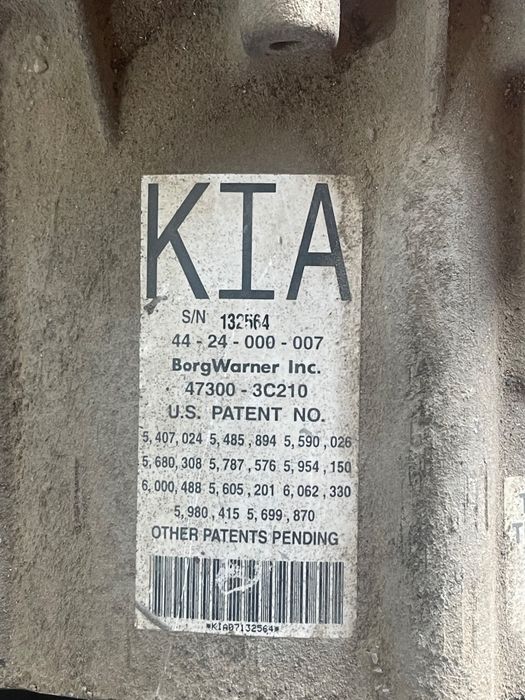 KIA
S/N 132564
44 - 24 - 000 - 007
BorgWarner Inc.
47300 - 3C210
U.S. PATENT NO.
5,407,024 5,485,894 5,590,026
5,680,308 5,787,576 5,954,150
6,000,488 5,605,201 6,062,330
5,980,415 5,699,870
OTHER PATENTS PENDING
*KIA07132564*